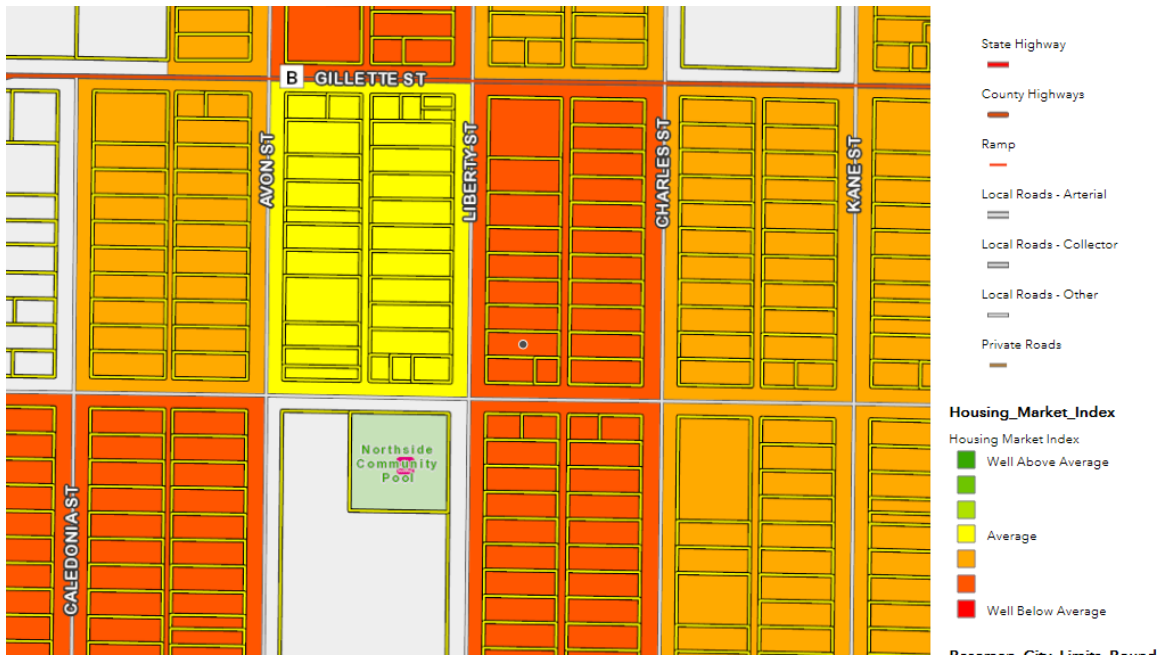 B GILLETTE ST
AVON ST
LIBERTY ST
CHARLES ST
KANE ST
CALEDONIA ST
Northside
Community
Pool
State Highway
County Highways
Ramp
Local Roads - Arterial
Local Roads - Collector
Local Roads - Other
Private Roads
Housing_Market_Index
Housing Market Index
Well Above Average
Average
Well Below Average